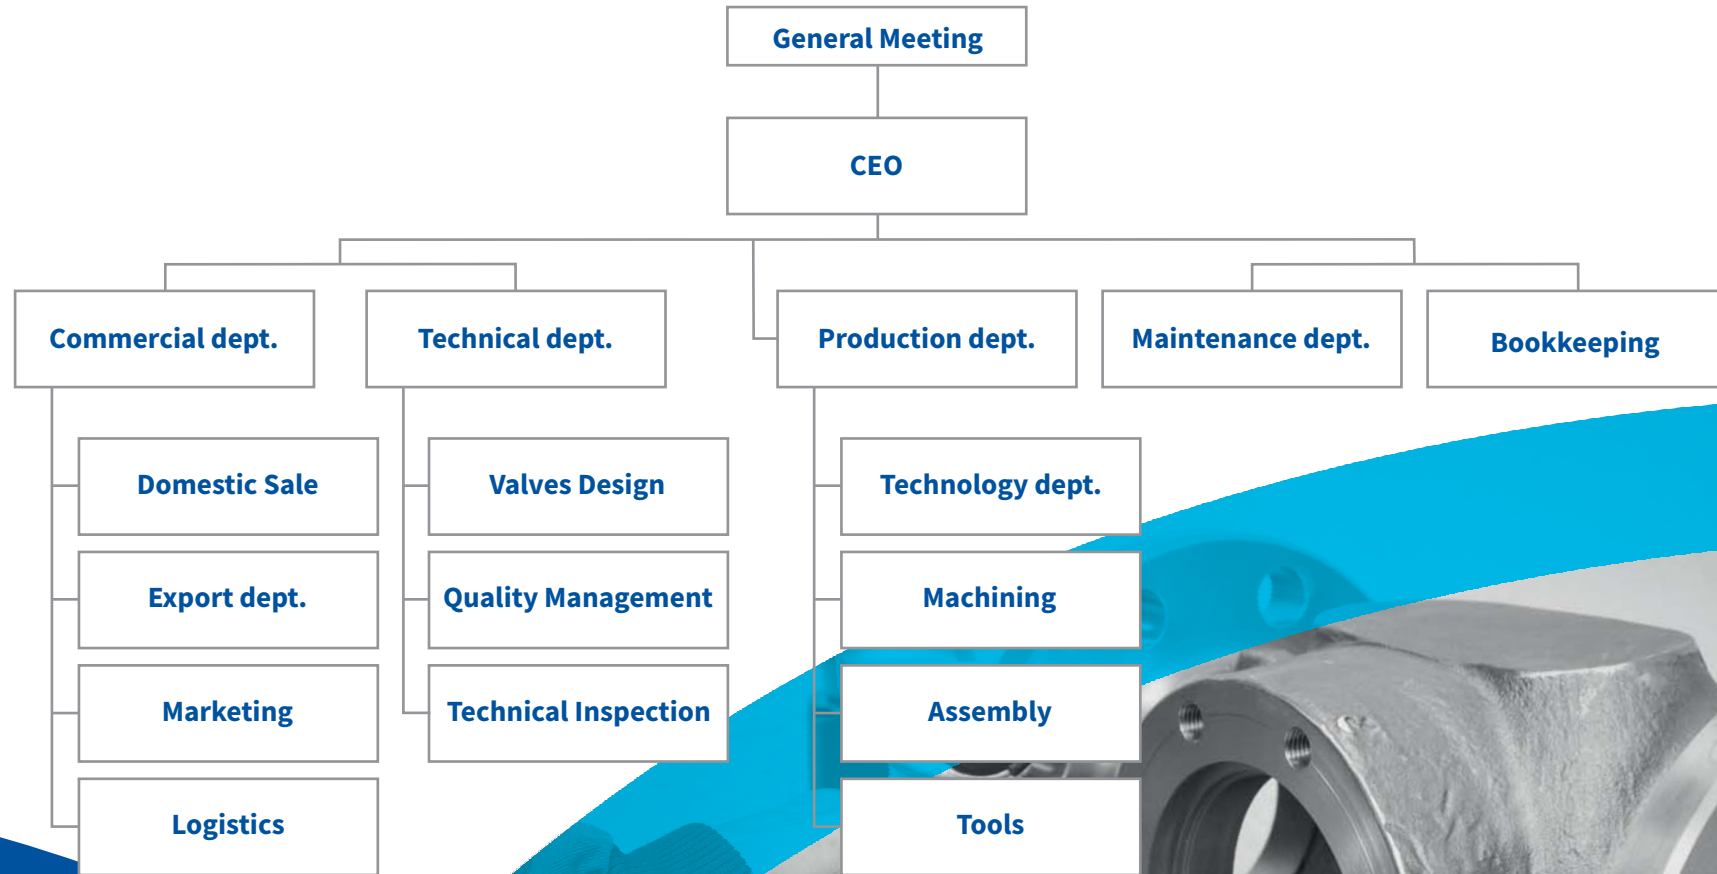 General Meeting
CEO
Commercial dept.
Technical dept.
Production dept.
Maintenance dept.
Bookkeeping
Domestic Sale
Valves Design
Technology dept.
Export dept.
Quality Management
Machining
Marketing
Technical Inspection
Assembly
Logistics
Tools